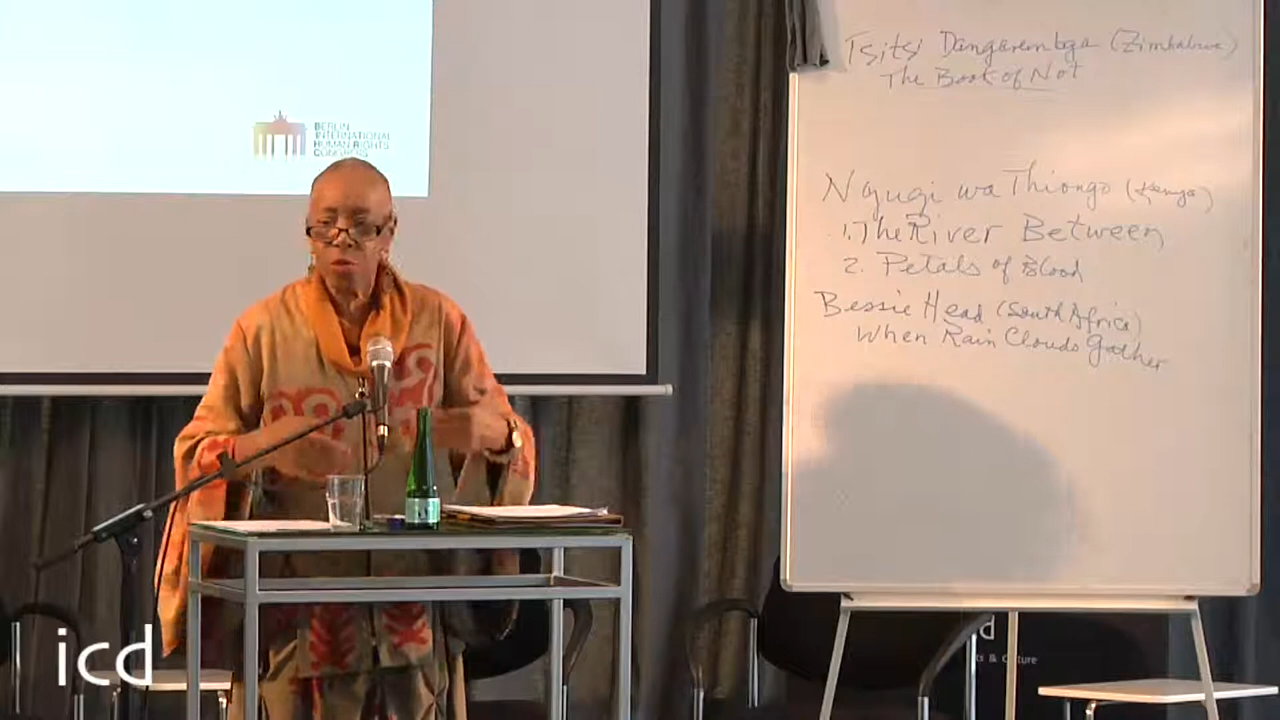 BERLIN
INTERNATIONAL
HUMAN RIGHTS
CONGRESS
Tsitsi Dangarembga (Zimbabwe)
The Book of Not
Ngugi wa Thiongo (Kenya)
1. The River Between
2. Petals of Blood
Bessie Head (South Africa)
When Rain Clouds Gather
icd